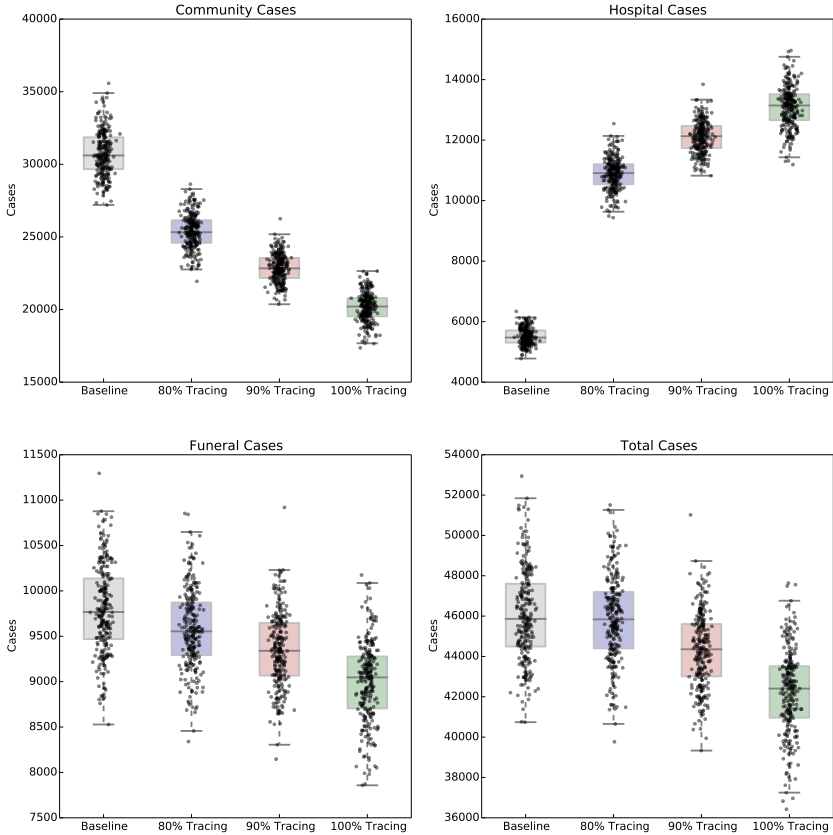 Community Cases
40000
35000
30000
25000
20000
15000
Cases
Baseline 80% Tracing 90% Tracing 100% Tracing
Hospital Cases
16000
14000
12000
10000
8000
6000
4000
Cases
Baseline 80% Tracing 90% Tracing 100% Tracing
Funeral Cases
11500
11000
10500
10000
9500
9000
8500
8000
7500
Cases
Baseline 80% Tracing 90% Tracing 100% Tracing
Total Cases
54000
52000
50000
48000
46000
44000
42000
40000
38000
36000
Cases
Baseline 80% Tracing 90% Tracing 100% Tracing